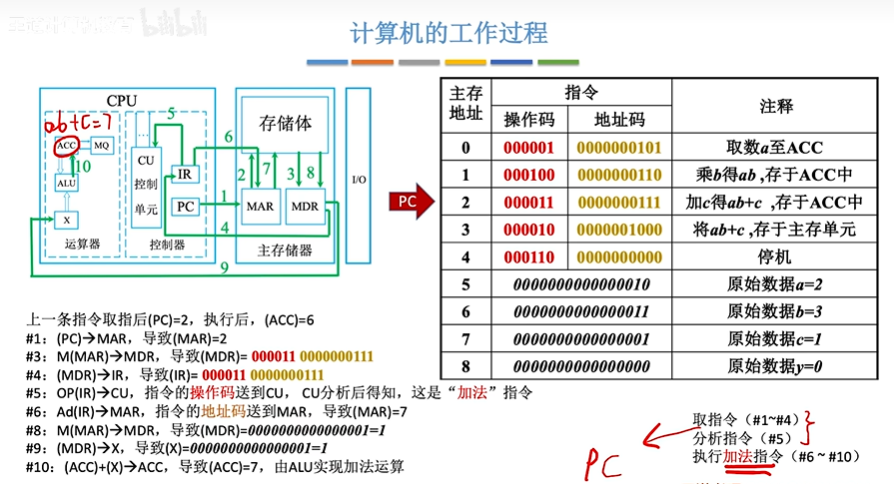 bilibili
计算机的工作过程
CPU
ab+c=7
ACC
MQ
10
ALU
X
运算器
5
CU
控制
单元
IR
PC
控制器
6
1
4
9
存储体
2
7
3
8
MAR
MDR
主存储器
I/O
PC
主存地址 指令 注释
操作码 地址码
0 000001 0000000101 取数a至ACC
1 000100 0000000110 乘b得ab ,存于ACC中
2 000011 0000000111 加c得ab+c ,存于ACC中
3 000010 0000001000 将ab+c ,存于主存单元
4 000110 0000000000 停机
5 0000000000000010 原始数据a=2
6 0000000000000011 原始数据b=3
7 0000000000000001 原始数据c=1
8 0000000000000000 原始数据y=0
上一条指令取指后(PC)=2，执行后，(ACC)=6
#1：(PC)→MAR，导致(MAR)=2
#3：M(MAR)→MDR，导致(MDR)= 000011 0000000111
#4：(MDR)→IR，导致(IR)= 000011 0000000111
#5：OP(IR)→CU，指令的操作码送到CU，CU分析后得知，这是“加法”指令
#6：Ad(IR)→MAR，指令的地址码送到MAR，导致(MAR)=7
#8：M(MAR)→MDR，导致(MDR)=0000000000000001=1
#9：(MDR)→X，导致(X)=0000000000000001=1
#10：(ACC)+(X)→ACC，导致(ACC)=7，由ALU实现加法运算
取指令（#1~#4）
分析指令（#5）
执行加法指令（#6 ~ #10）
PC